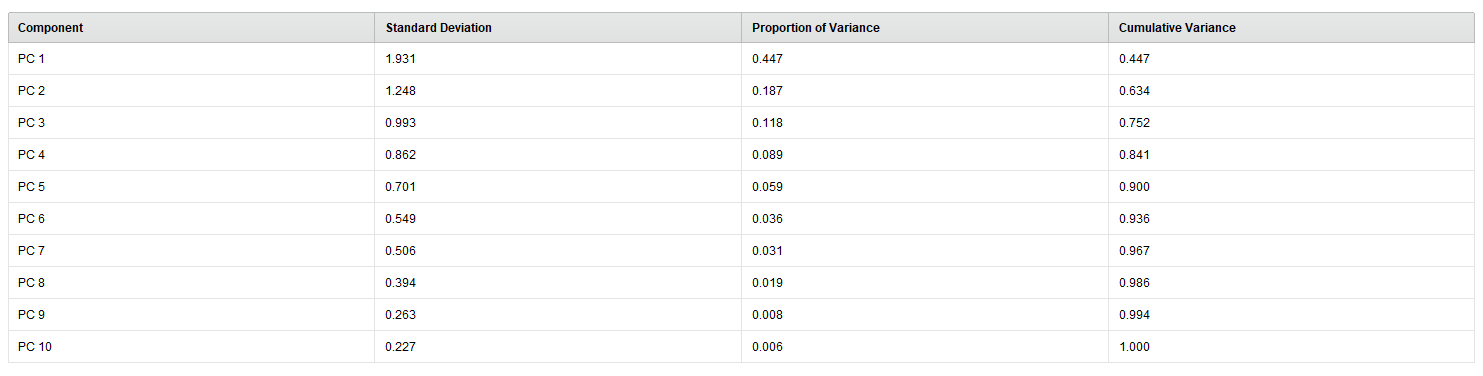 Component Standard Deviation Proportion of Variance Cumulative Variance
PC 1 1.931 0.447 0.447
PC 2 1.248 0.187 0.634
PC 3 0.993 0.118 0.752
PC 4 0.862 0.089 0.841
PC 5 0.701 0.059 0.900
PC 6 0.549 0.036 0.936
PC 7 0.506 0.031 0.967
PC 8 0.394 0.019 0.986
PC 9 0.263 0.008 0.994
PC 10 0.227 0.006 1.000